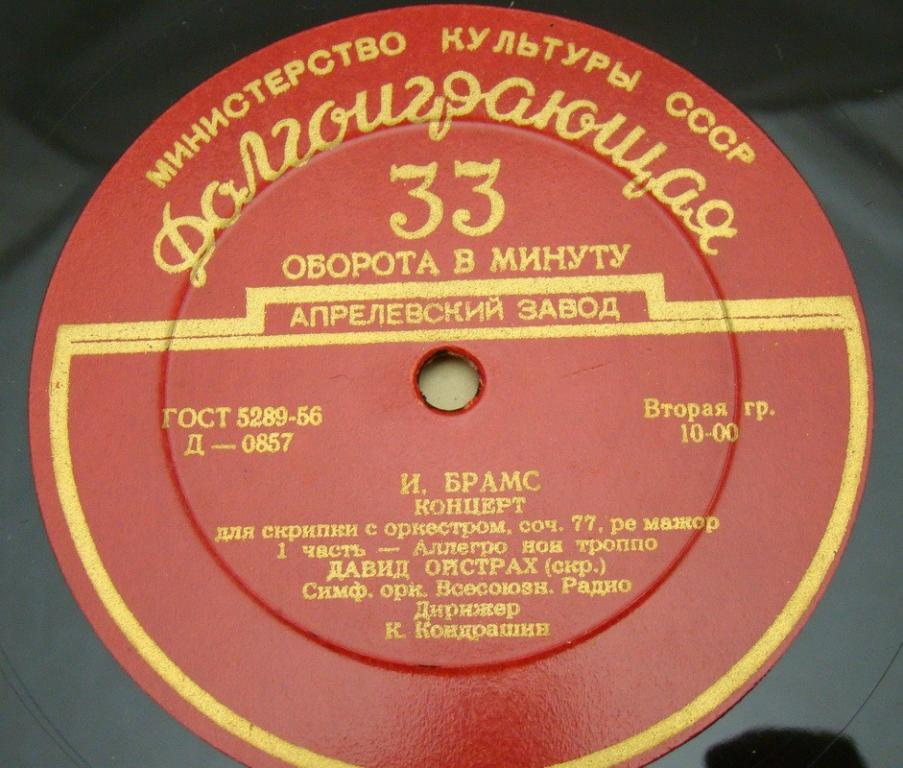 МИНИСТЕРСТВО КУЛЬТУРЫ СССР
Долгоиграющая
33
ОБОРОТА В МИНУТУ
АПРЕЛЕВСКИЙ ЗАВОД
ГОСТ 5289-56
Д — 0857
Вторая гр.
10-00
И. БРАМС
КОНЦЕРТ
для скрипки с оркестром, соч. 77, ре мажор
1 часть — Аллегро нон троппо
ДАВИД ОЙСТРАХ (скр.)
Симф. орк. Всесоюзн. Радио
Дирижер
К. Кондрашин